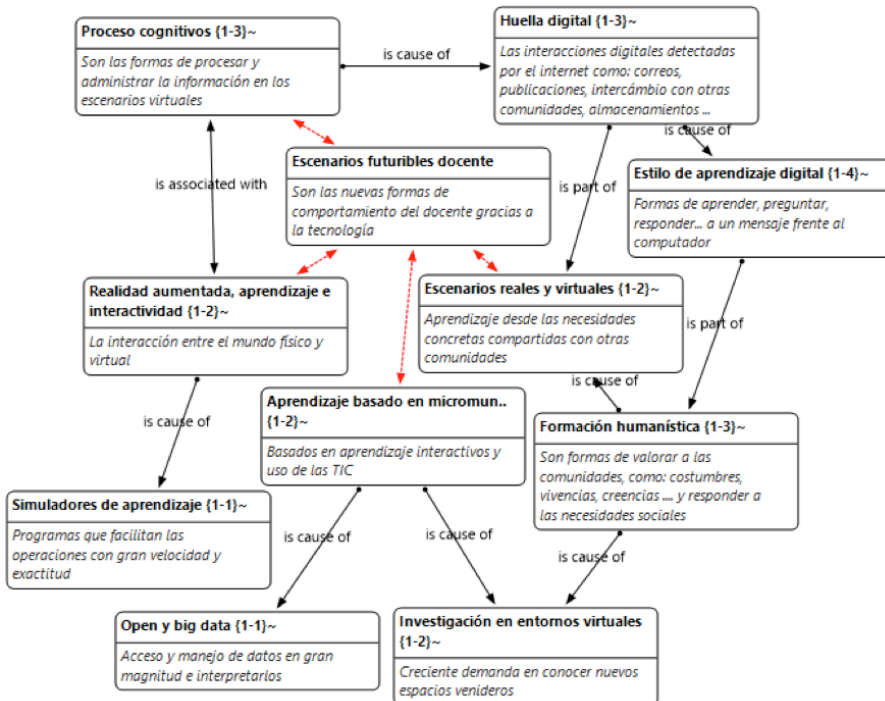 Proceso cognitivos {1-3}~
Son las formas de procesar y
administrar la información en los
escenarios virtuales
is cause of
Huella digital {1-3}~
Las interacciones digitales detectadas
por el internet como: correos,
publicaciones, intercámbio con otras
comunidades, almacenamientos ...
is cause of
is associated with
Escenarios futuribles docente
Son las nuevas formas de
comportamiento del docente gracias a
la tecnología
is part of
Estilo de aprendizaje digital {1-4}~
Formas de aprender, preguntar,
responder... a un mensaje frente al
computador
Realidad aumentada, aprendizaje e
interactividad {1-2}~
La interacción entre el mundo físico y
virtual
Escenarios reales y virtuales {1-2}~
Aprendizaje desde las necesidades
concretas compartidas con otras
comunidades
is part of
is cause of
is cause of
Aprendizaje basado en micromun..
{1-2}~
Basados en aprendizaje interactivos y
uso de las TIC
Formación humanística {1-3}~
Son formas de valorar a las
comunidades, como: costumbres,
vivencias, creencias .... y responder a
las necesidades sociales
Simuladores de aprendizaje {1-1}~
Programas que facilitan las
operaciones con gran velocidad y
exactitud
is cause of
is cause of
is cause of
Open y big data {1-1}~
Acceso y manejo de datos en gran
magnitud e interpretarlos
Investigación en entornos virtuales
{1-2}~
Creciente demanda en conocer nuevos
espacios venideros